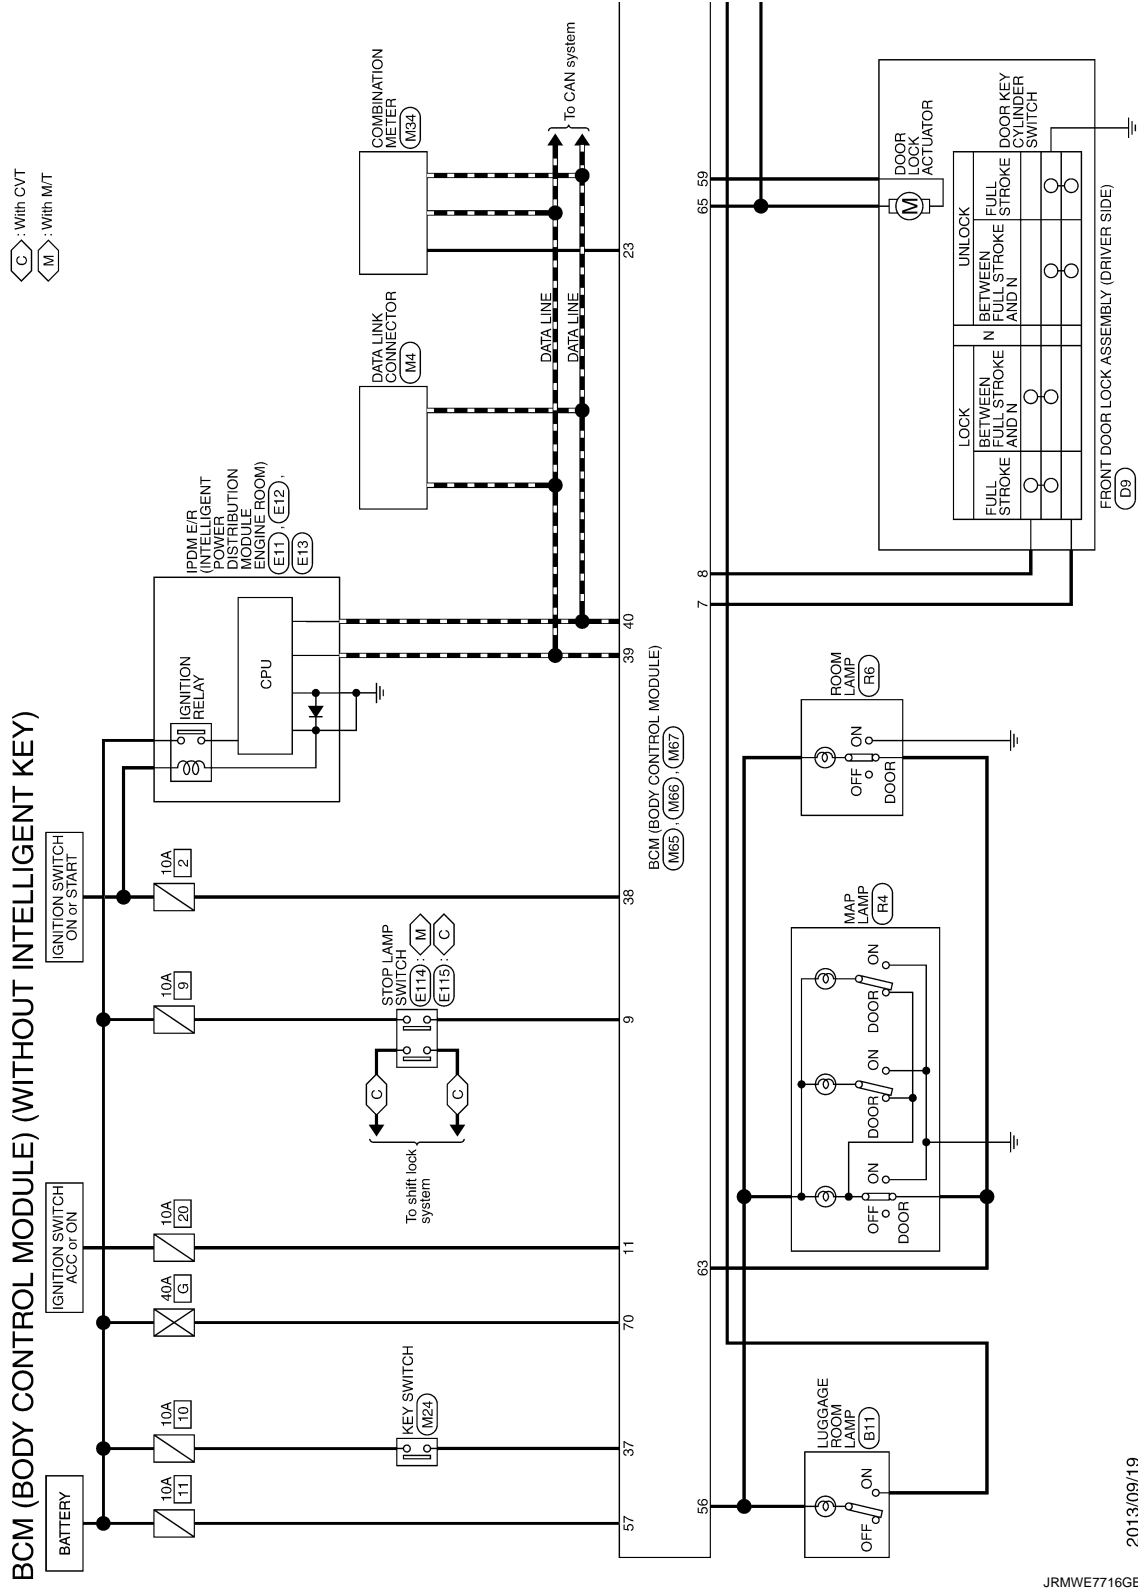 BCM (BODY CONTROL MODULE) (WITHOUT INTELLIGENT KEY)
C : With CVT
M : With M/T
BATTERY
IGNITION SWITCH
ACC or ON
IGNITION SWITCH
ON or START
10A
11
10A
10
40A
G
10A
20
10A
9
10A
2
IGNITION
RELAY
CPU
IPDM E/R
(INTELLIGENT
POWER
DISTRIBUTION
MODULE
ENGINE ROOM)
E11 , E12 ,
E13
KEY SWITCH
M24
C
C
To shift lock
system
STOP LAMP
SWITCH
E114 : M
E115 : C
DATA LINK
CONNECTOR
M4
COMBINATION
METER
M34
DATA LINE
DATA LINE
To CAN system
57
37
70
11
9
38
39
40
23
BCM (BODY CONTROL MODULE)
M65 , M66 , M67
56
63
7
8
65
59
LUGGAGE
ROOM
LAMP
B11
OFF
ON
MAP
LAMP
R4
OFF
ON
DOOR
DOOR
ON
DOOR
ON
ROOM
LAMP
R6
OFF
ON
DOOR
DOOR
LOCK
ACTUATOR
M
DOOR KEY
CYLINDER
SWITCH
LOCK
N
UNLOCK
FULL
STROKE
BETWEEN
FULL STROKE
AND N
BETWEEN
FULL STROKE
AND N
FULL
STROKE
FRONT DOOR LOCK ASSEMBLY (DRIVER SIDE)
D9
2013/09/19
JRMWE7716GE